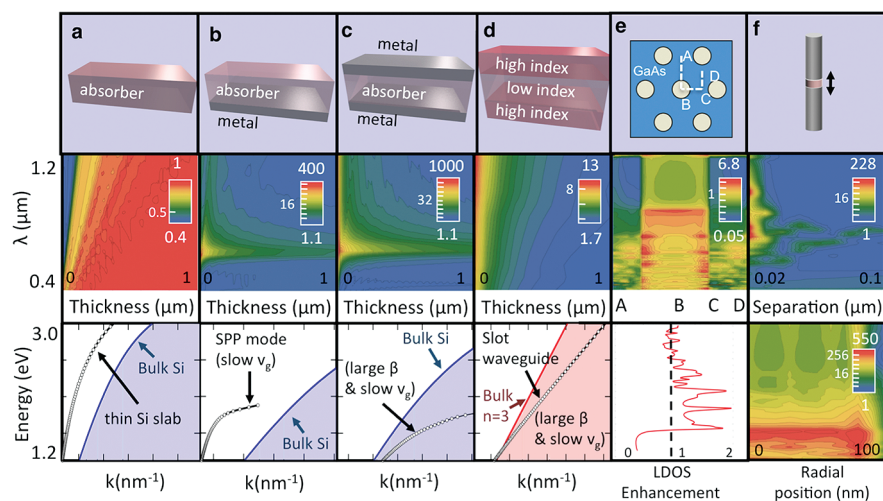 a
b
c
d
e
f
absorber
absorber
metal
metal
absorber
metal
high index
low index
high index
GaAs
A
B
C
D
λ (µm)
1.2
0.4
1
0.5
0.4
0
1
Thickness (µm)
400
16
1.1
0
1
Thickness (µm)
1000
32
1.1
0
1
Thickness (µm)
13
8
1.7
0
1
Thickness (µm)
6.8
1
0.05
A
B
C
D
228
16
1
0.02
0.1
Separation (µm)
Energy (eV)
3.0
1.2
Bulk Si
thin Si slab
k(nm⁻¹)
SPP mode
(slow vg)
Bulk Si
k(nm⁻¹)
Bulk Si
(large β
& slow vg)
k(nm⁻¹)
Slot
waveguide
Bulk
n=3
(large β
& slow vg)
k(nm⁻¹)
0
1
2
LDOS
Enhancement
550
256
16
1
0
100
Radial
position (nm)